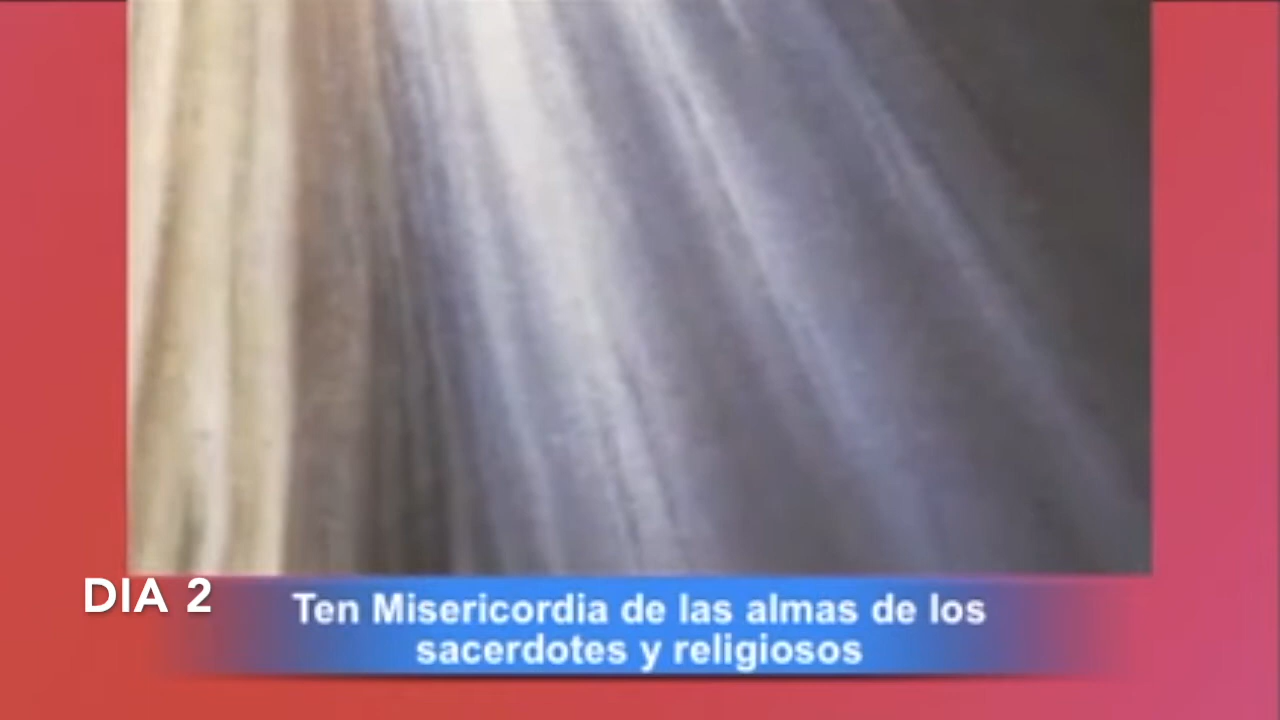 DIA 2
Ten Misericordia de las almas de los
sacerdotes y religiosos